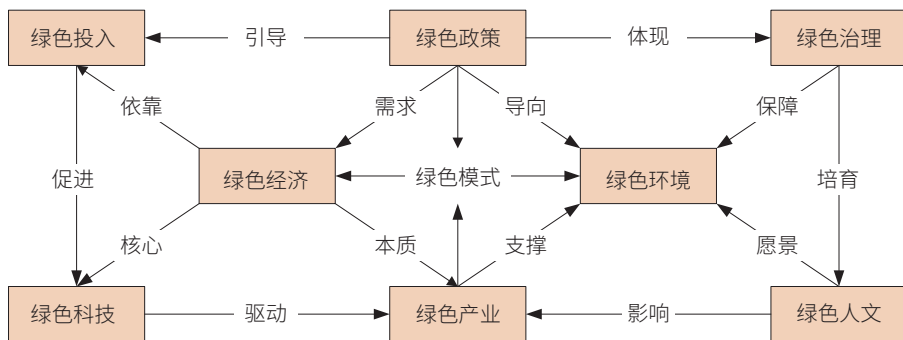 绿色投入 引导 绿色政策 体现 绿色治理
依靠 需求 导向 保障
促进 绿色经济 绿色模式 绿色环境 培育
核心 本质 支撑 愿景
绿色科技 驱动 绿色产业 影响 绿色人文